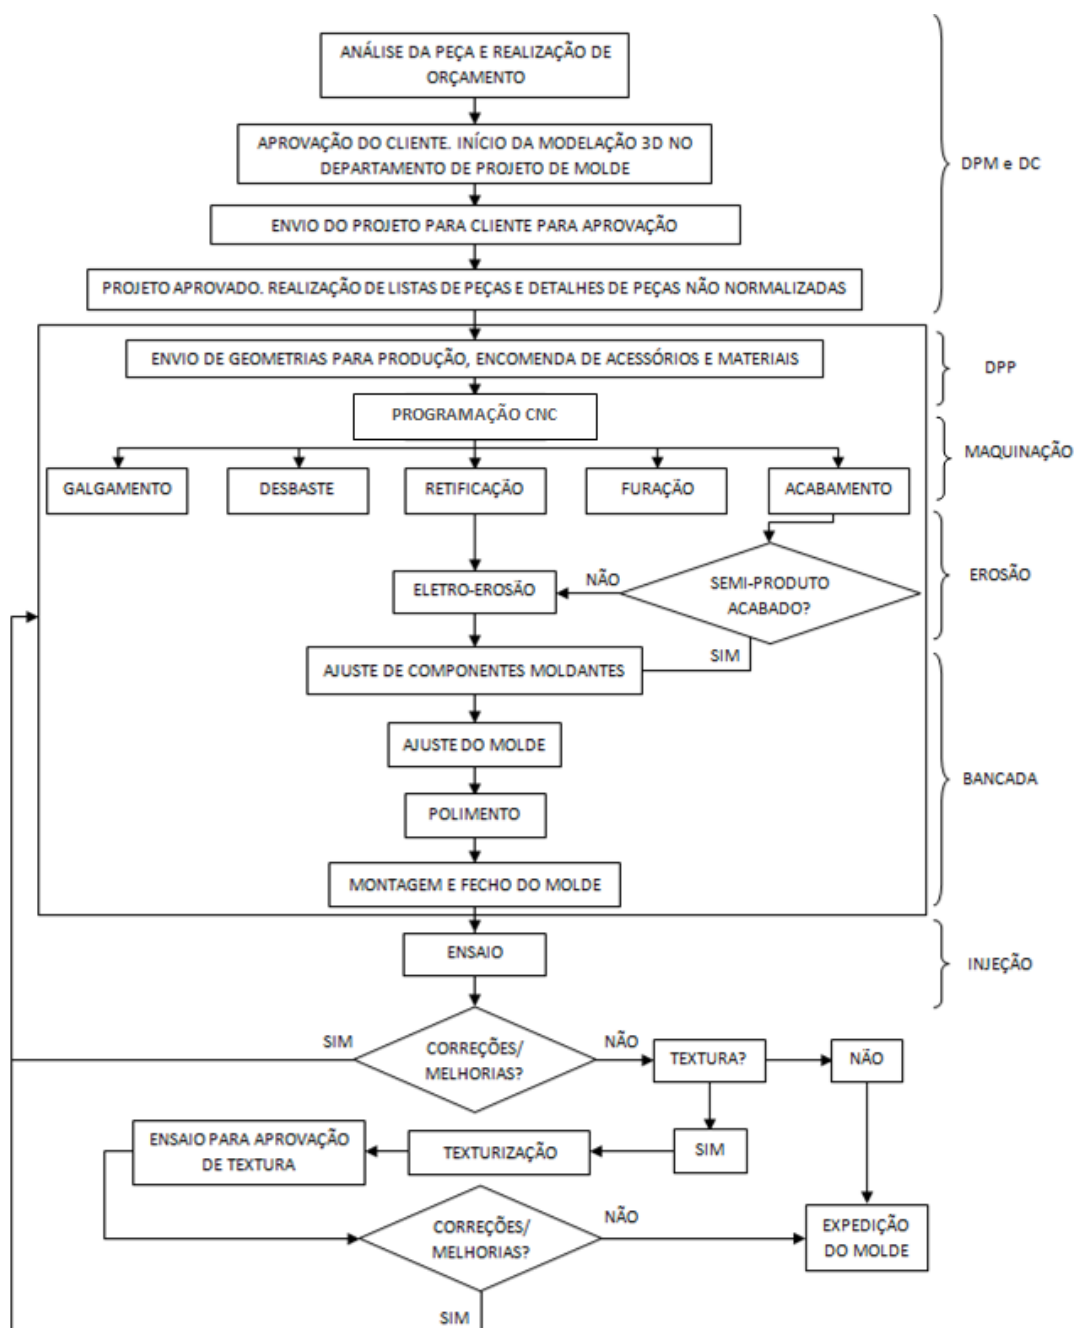 ANÁLISE DA PEÇA E REALIZAÇÃO DE
ORÇAMENTO
APROVAÇÃO DO CLIENTE. INÍCIO DA MODELAÇÃO 3D NO
DEPARTAMENTO DE PROJETO DE MOLDE
DPM e DC
ENVIO DO PROJETO PARA CLIENTE PARA APROVAÇÃO
PROJETO APROVADO. REALIZAÇÃO DE LISTAS DE PEÇAS E DETALHES DE PEÇAS NÃO NORMALIZADAS
ENVIO DE GEOMETRIAS PARA PRODUÇÃO, ENCOMENDA DE ACESSÓRIOS E MATERIAIS
DPP
PROGRAMAÇÃO CNC
MAQUINAÇÃO
GALGAMENTO
DESBASTE
RETIFICAÇÃO
FURAÇÃO
ACABAMENTO
ELETRO-EROSÃO
NÃO
SEMI-PRODUTO
ACABADO?
EROSÃO
SIM
AJUSTE DE COMPONENTES MOLDANTES
AJUSTE DO MOLDE
BANCADA
POLIMENTO
MONTAGEM E FECHO DO MOLDE
ENSAIO
INJEÇÃO
SIM
CORREÇÕES/
MELHORIAS?
NÃO
TEXTURA?
NÃO
ENSAIO PARA APROVAÇÃO
DE TEXTURA
TEXTURIZAÇÃO
SIM
CORREÇÕES/
MELHORIAS?
NÃO
EXPEDIÇÃO
DO MOLDE
SIM